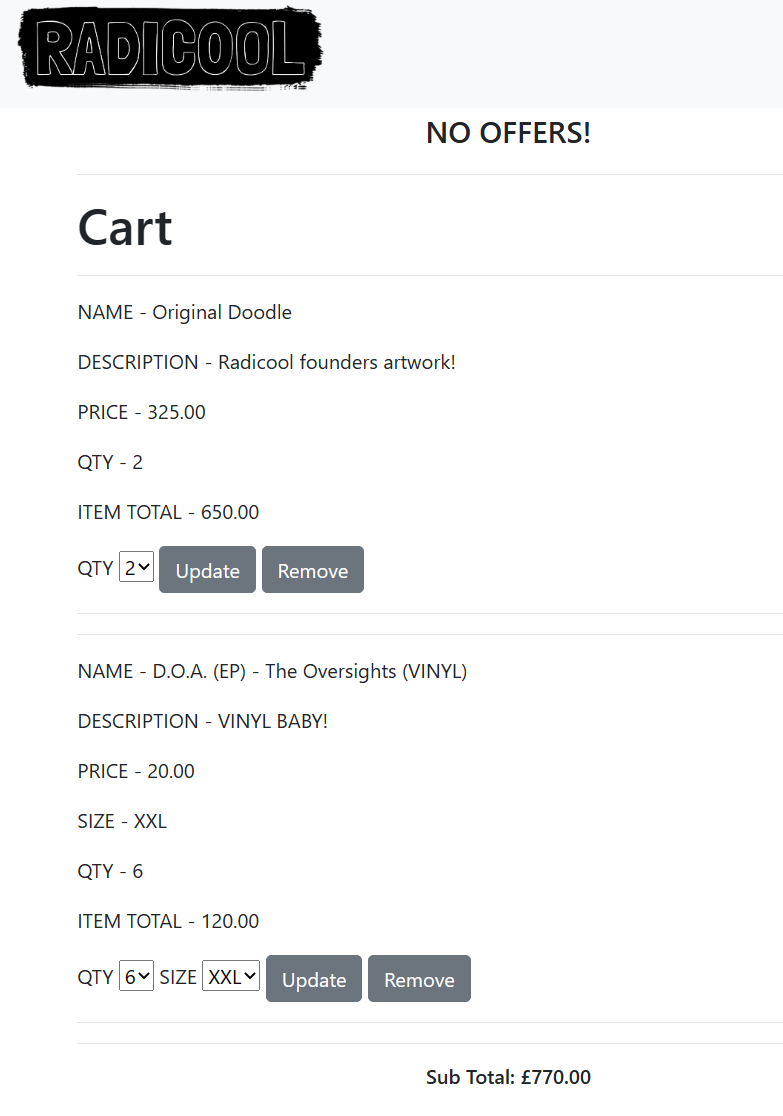 RADICOOL
NO OFFERS!
Cart
NAME - Original Doodle
DESCRIPTION - Radicool founders artwork!
PRICE - 325.00
QTY - 2
ITEM TOTAL - 650.00
QTY 2 Update Remove
NAME - D.O.A. (EP) - The Oversights (VINYL)
DESCRIPTION - VINYL BABY!
PRICE - 20.00
SIZE - XXL
QTY - 6
ITEM TOTAL - 120.00
QTY 6 SIZE XXL Update Remove
Sub Total: £770.00